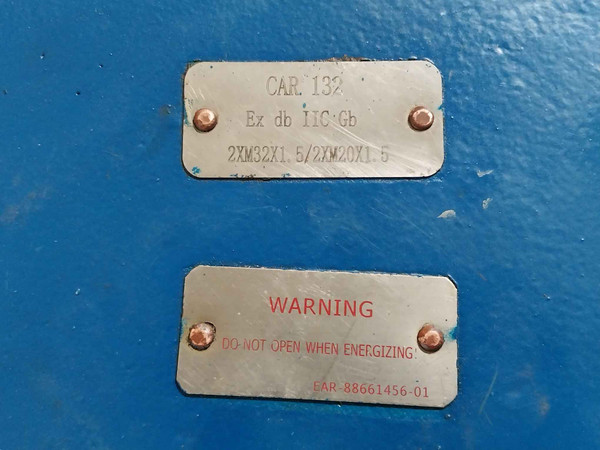 CAR. 132
Ex db IIC Gb
2XM32X1.5/2XM20X1.5
WARNING
DO NOT OPEN WHEN ENERGIZING!
EAR-88661456-01